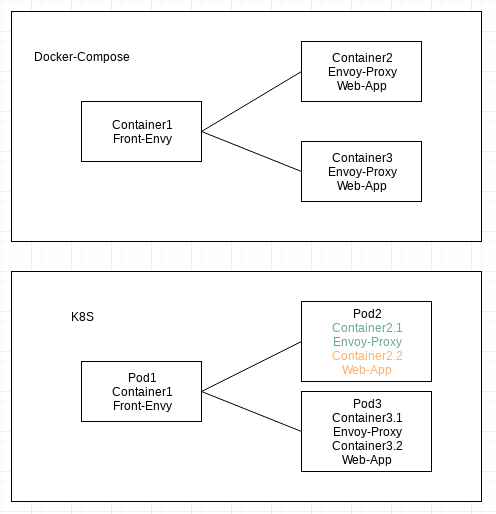 Docker-Compose
Container1
Front-Envy
Container2
Envoy-Proxy
Web-App
Container3
Envoy-Proxy
Web-App
K8S
Pod1
Container1
Front-Envy
Pod2
Container2.1
Envoy-Proxy
Container2.2
Web-App
Pod3
Container3.1
Envoy-Proxy
Container3.2
Web-App